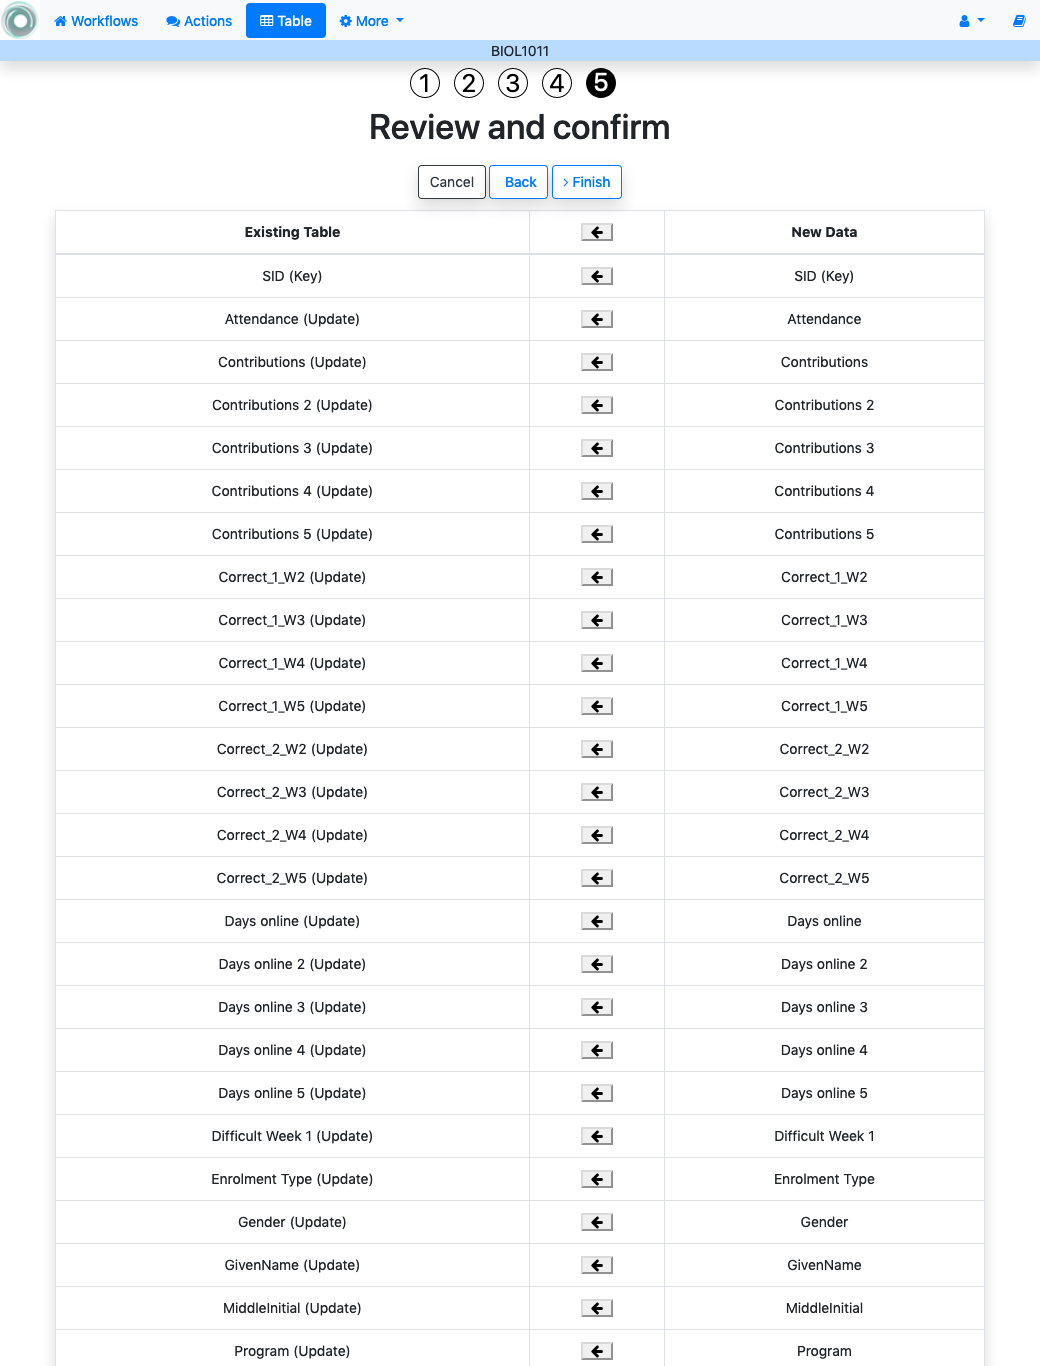 Workflows Actions Table More
BIOL1011
1 2 3 4 5
Review and confirm
Cancel Back Finish
Existing Table New Data
SID (Key) SID (Key)
Attendance (Update) Attendance
Contributions (Update) Contributions
Contributions 2 (Update) Contributions 2
Contributions 3 (Update) Contributions 3
Contributions 4 (Update) Contributions 4
Contributions 5 (Update) Contributions 5
Correct_1_W2 (Update) Correct_1_W2
Correct_1_W3 (Update) Correct_1_W3
Correct_1_W4 (Update) Correct_1_W4
Correct_1_W5 (Update) Correct_1_W5
Correct_2_W2 (Update) Correct_2_W2
Correct_2_W3 (Update) Correct_2_W3
Correct_2_W4 (Update) Correct_2_W4
Correct_2_W5 (Update) Correct_2_W5
Days online (Update) Days online
Days online 2 (Update) Days online 2
Days online 3 (Update) Days online 3
Days online 4 (Update) Days online 4
Days online 5 (Update) Days online 5
Difficult Week 1 (Update) Difficult Week 1
Enrolment Type (Update) Enrolment Type
Gender (Update) Gender
GivenName (Update) GivenName
MiddleInitial (Update) MiddleInitial
Program (Update) Program